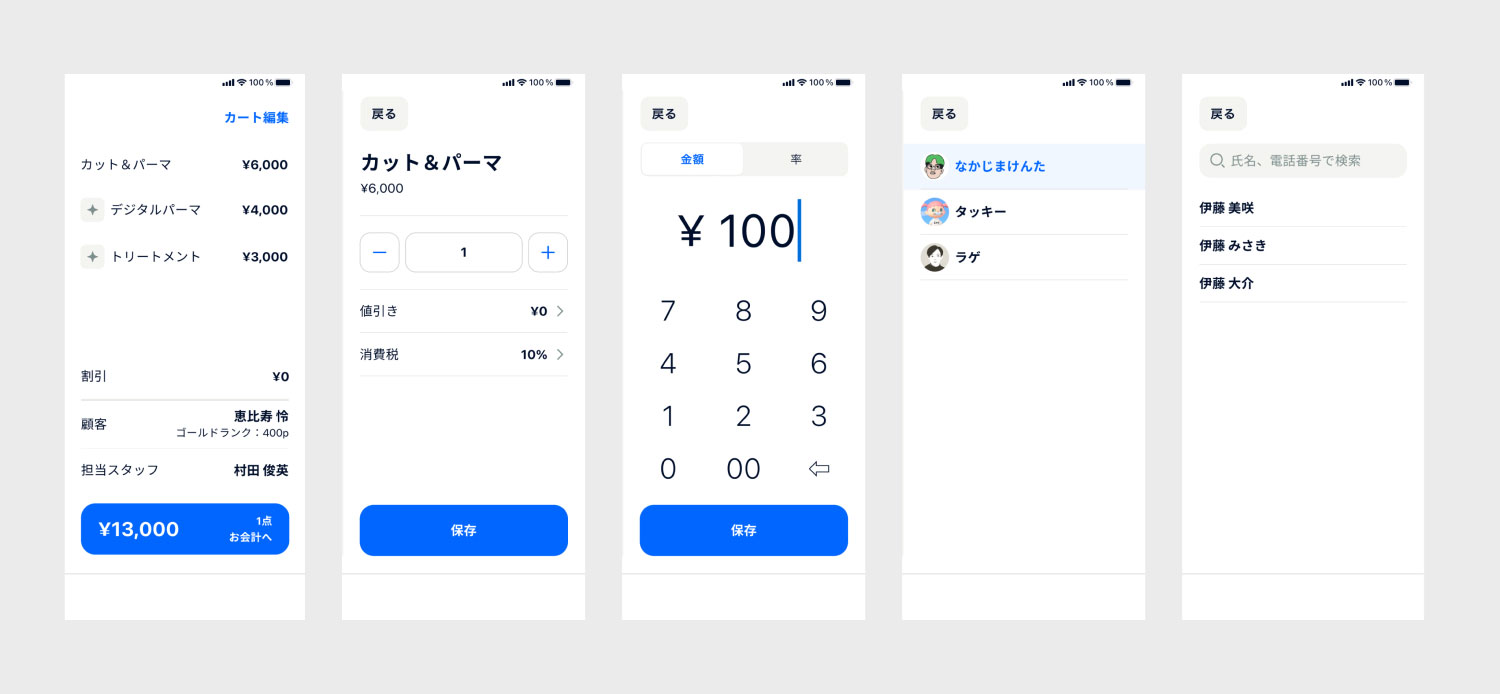 100 %
カート編集
カット＆パーマ ¥6,000
デジタルパーマ ¥4,000
トリートメント ¥3,000
割引 ¥0
顧客 恵比寿 怜
ゴールドランク：400p
担当スタッフ 村田 俊英
¥13,000 1点
お会計へ
100 %
戻る
カット＆パーマ
¥6,000
1
値引き ¥0
消費税 10%
保存
100 %
戻る
金額 率
¥ 100
7 8 9
4 5 6
1 2 3
0 00
保存
100 %
戻る
なかじまけんた
タッキー
ラゲ
100 %
戻る
氏名、電話番号で検索
伊藤 美咲
伊藤 みさき
伊藤 大介